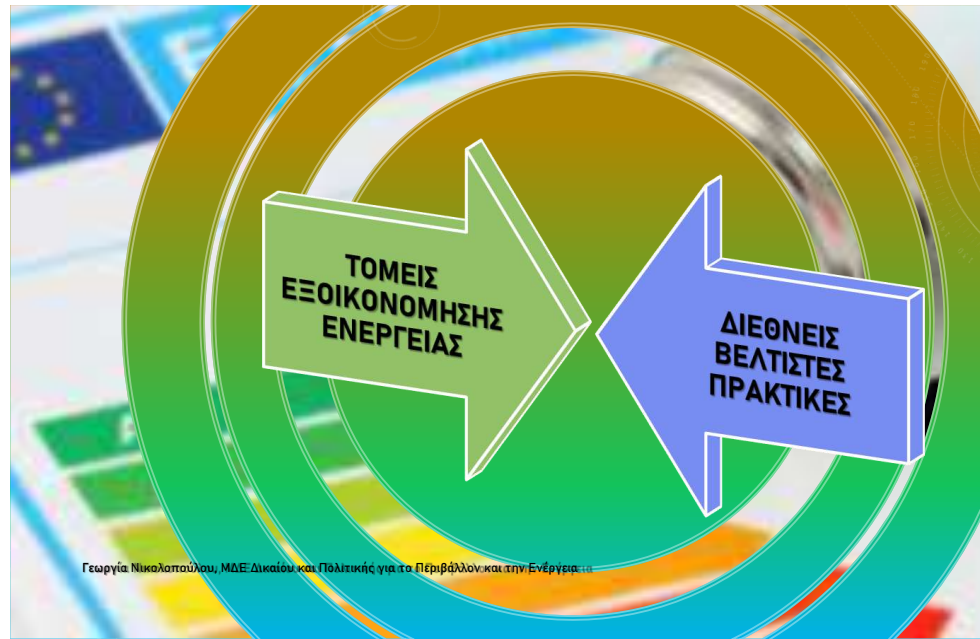 ΤΟΜΕΙΣ
ΕΞΟΙΚΟΝΟΜΗΣΗΣ
ΕΝΕΡΓΕΙΑΣ
ΔΙΕΘΝΕΙΣ
ΒΕΛΤΙΣΤΕΣ
ΠΡΑΚΤΙΚΕΣ
Γεωργία Νικολοπούλου, ΜΔΕ Δικαίου και Πολιτικής για το Περιβάλλον και την Ενέργεια